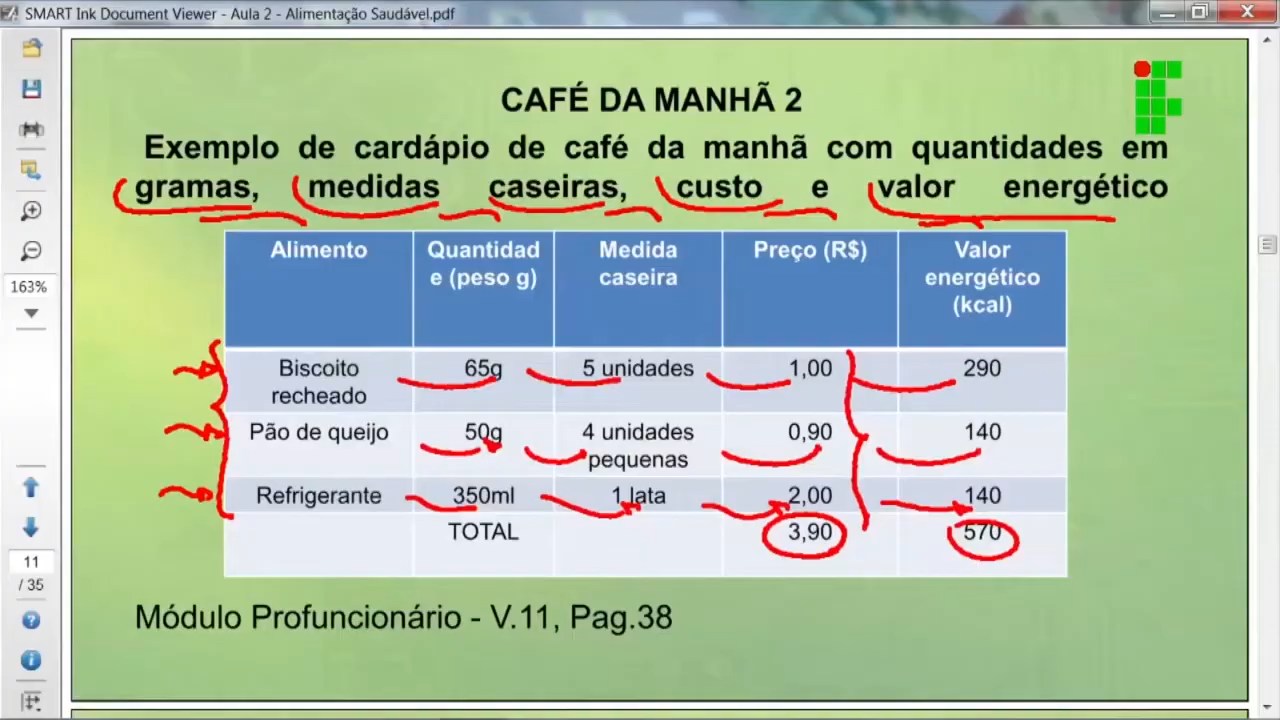 SMART Ink Document Viewer - Aula 2 - Alimentação Saudável.pdf
CAFÉ DA MANHÃ 2
Exemplo de cardápio de café da manhã com quantidades em
gramas, medidas caseiras, custo e valor energético
Alimento
Quantidad
e (peso g)
Medida
caseira
Preço (R$)
Valor
energético
(kcal)
Biscoito
recheado
65g
5 unidades
1,00
290
Pão de queijo
50g
4 unidades
pequenas
0,90
140
Refrigerante
350ml
1 lata
2,00
140
TOTAL
3,90
570
Módulo Profuncionário - V.11, Pag.38
163%
11
/ 35